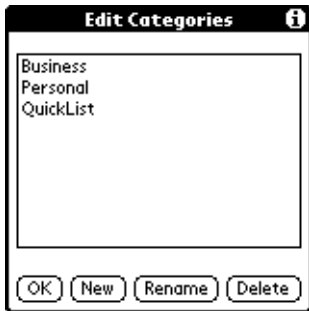 Edit Categories i
Business
Personal
QuickList
OK New Rename Delete